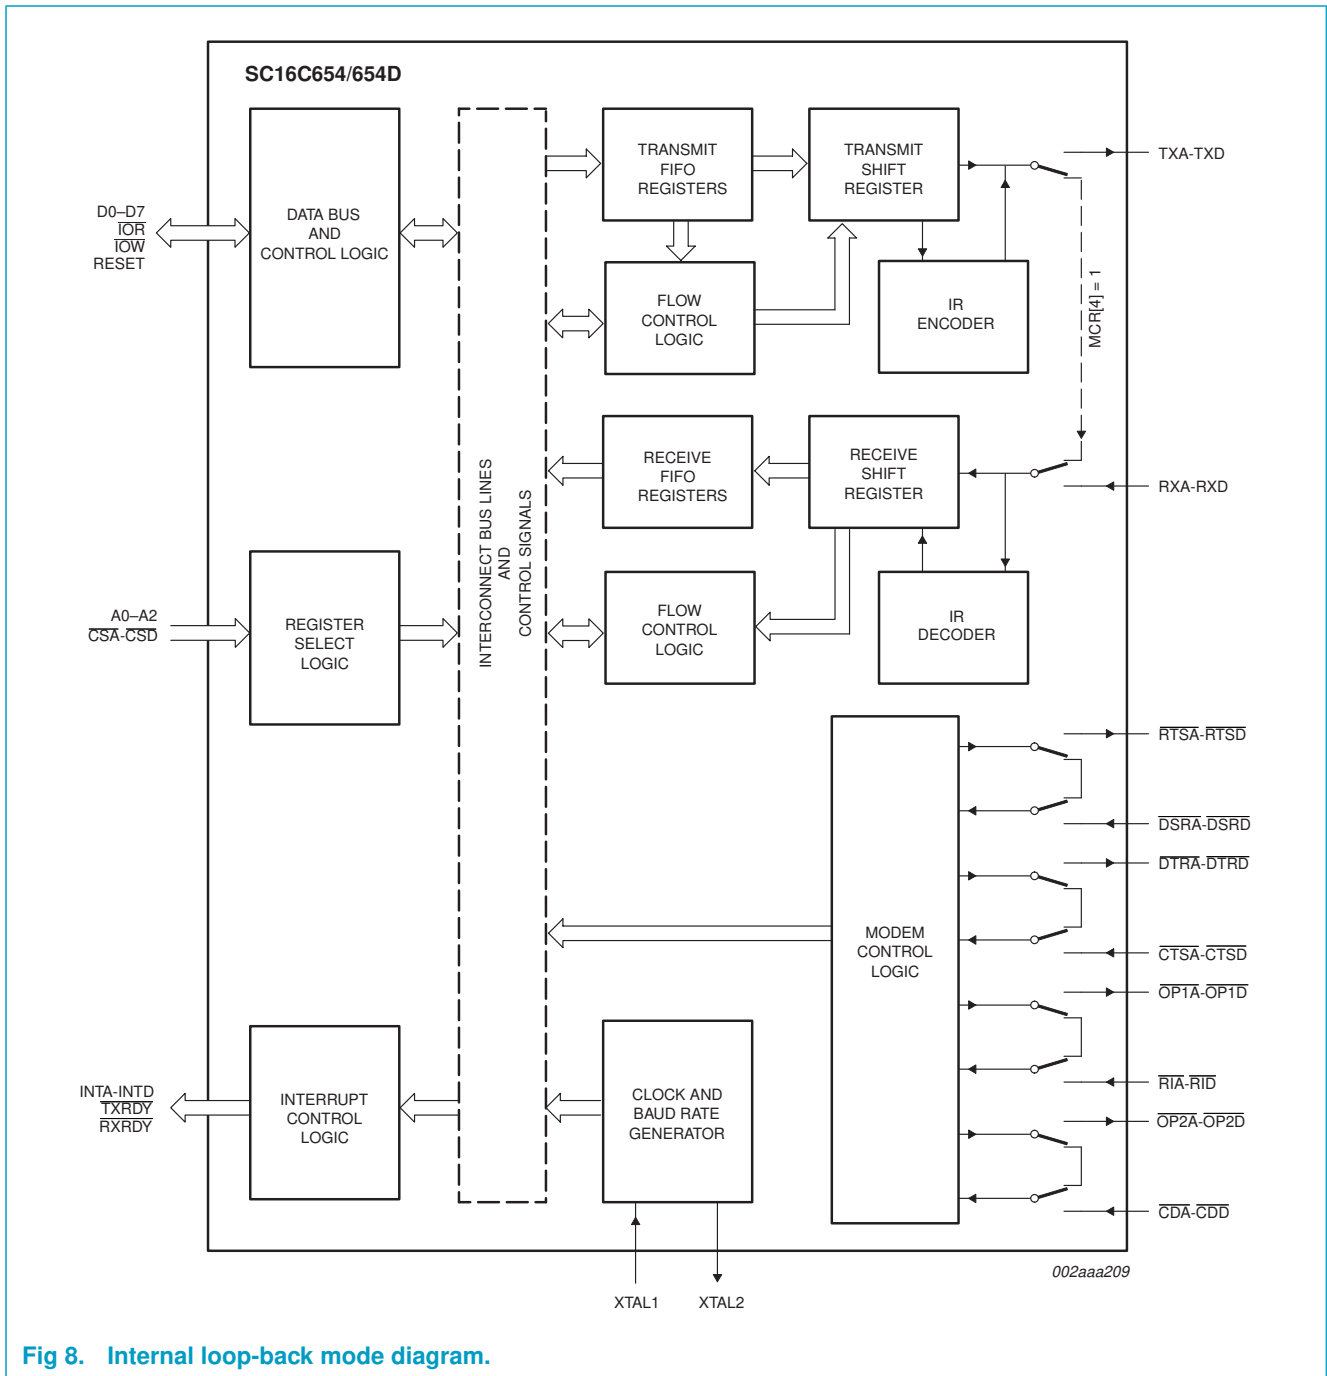 SC16C654/654D
D0–D7
IOR
IOW
RESET
DATA BUS
AND
CONTROL LOGIC
TRANSMIT
FIFO
REGISTERS
TRANSMIT
SHIFT
REGISTER
TXA-TXD
FLOW
CONTROL
LOGIC
IR
ENCODER
MCR[4] = 1
INTERCONNECT BUS LINES
AND
CONTROL SIGNALS
RECEIVE
FIFO
REGISTERS
RECEIVE
SHIFT
REGISTER
RXA-RXD
A0–A2
CSA-CSD
REGISTER
SELECT
LOGIC
FLOW
CONTROL
LOGIC
IR
DECODER
RTSA-RTSD
DSRA-DSRD
DTRA-DTRD
MODEM
CONTROL
LOGIC
CTSA-CTSD
OP1A-OP1D
RIA-RID
OP2A-OP2D
CDA-CDD
INTA-INTD
TXRDY
RXRDY
INTERRUPT
CONTROL
LOGIC
CLOCK AND
BAUD RATE
GENERATOR
XTAL1
XTAL2
002aaa209
Fig 8. Internal loop-back mode diagram.